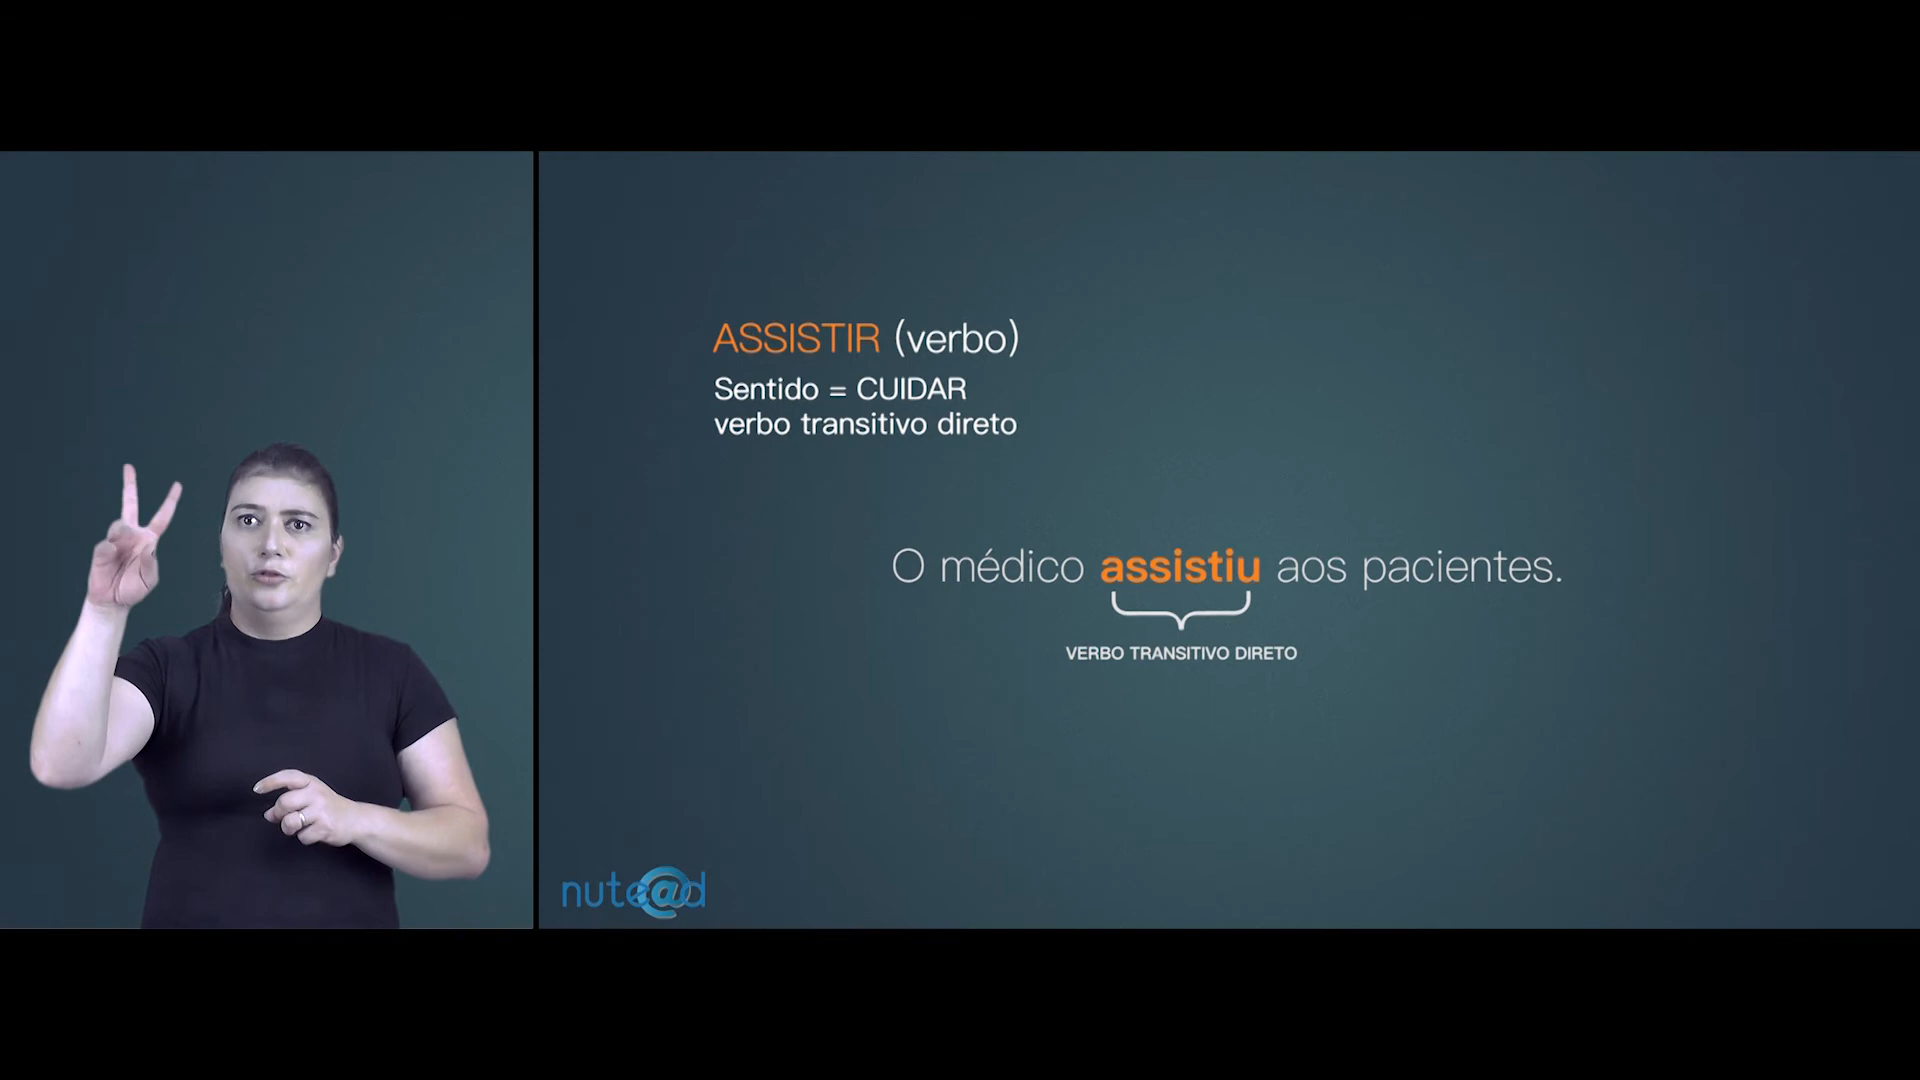 ASSISTIR (verbo)
Sentido = CUIDAR
verbo transitivo direto
O médico assistiu aos pacientes.
VERBO TRANSITIVO DIRETO
nute@d